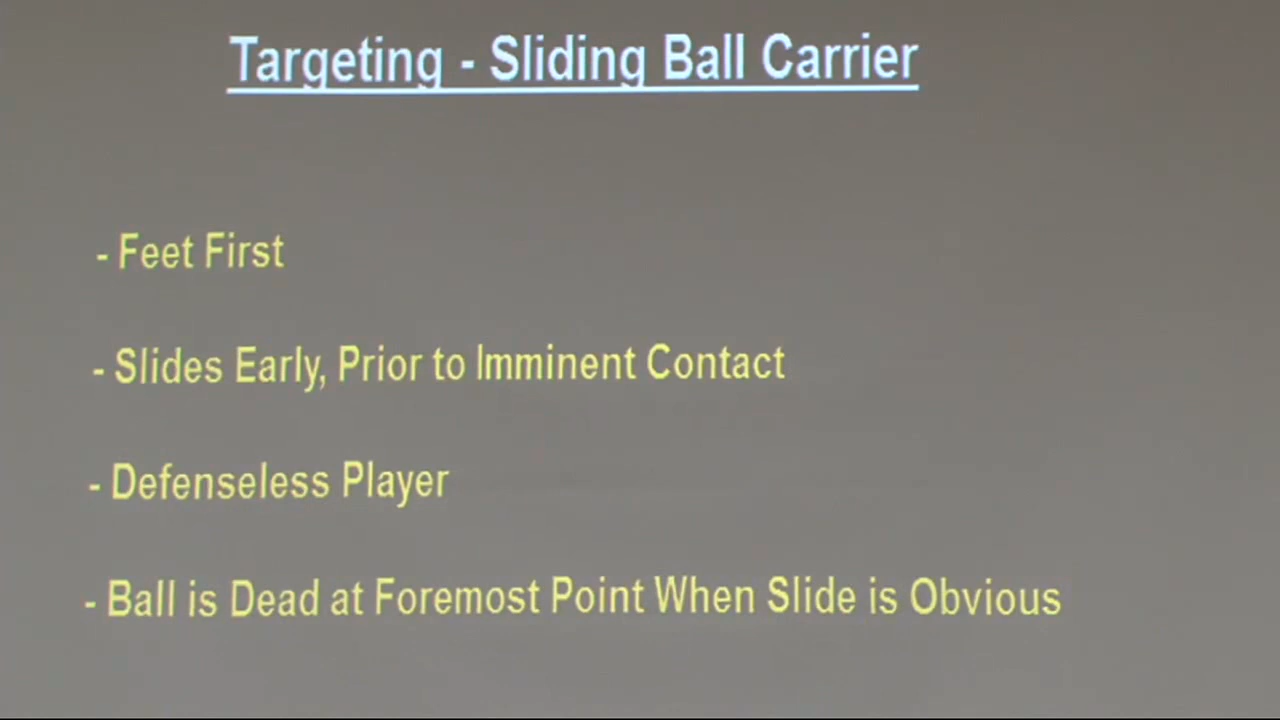 Targeting - Sliding Ball Carrier
- Feet First
- Slides Early, Prior to Imminent Contact
- Defenseless Player
- Ball is Dead at Foremost Point When Slide is Obvious